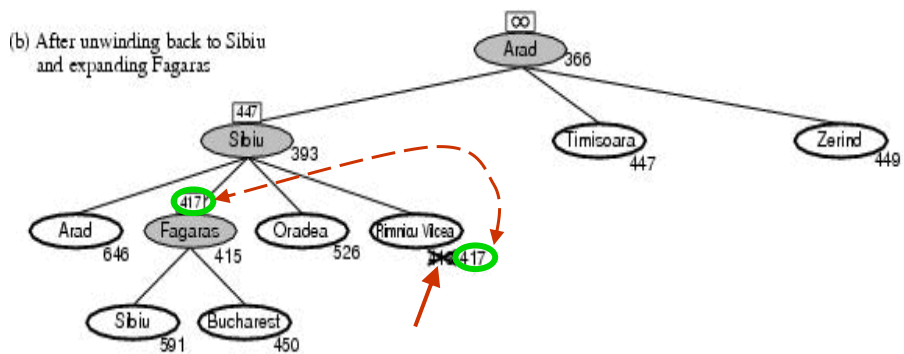 ∞
(b) After unwinding back to Sibiu
and expanding Fagaras
Arad
366
447
Sibiu
393
Timisoara
447
Zerind
449
417
Arad
646
Fagaras
415
Oradea
526
Rimnicu Vilcea
417
Sibiu
591
Bucharest
450